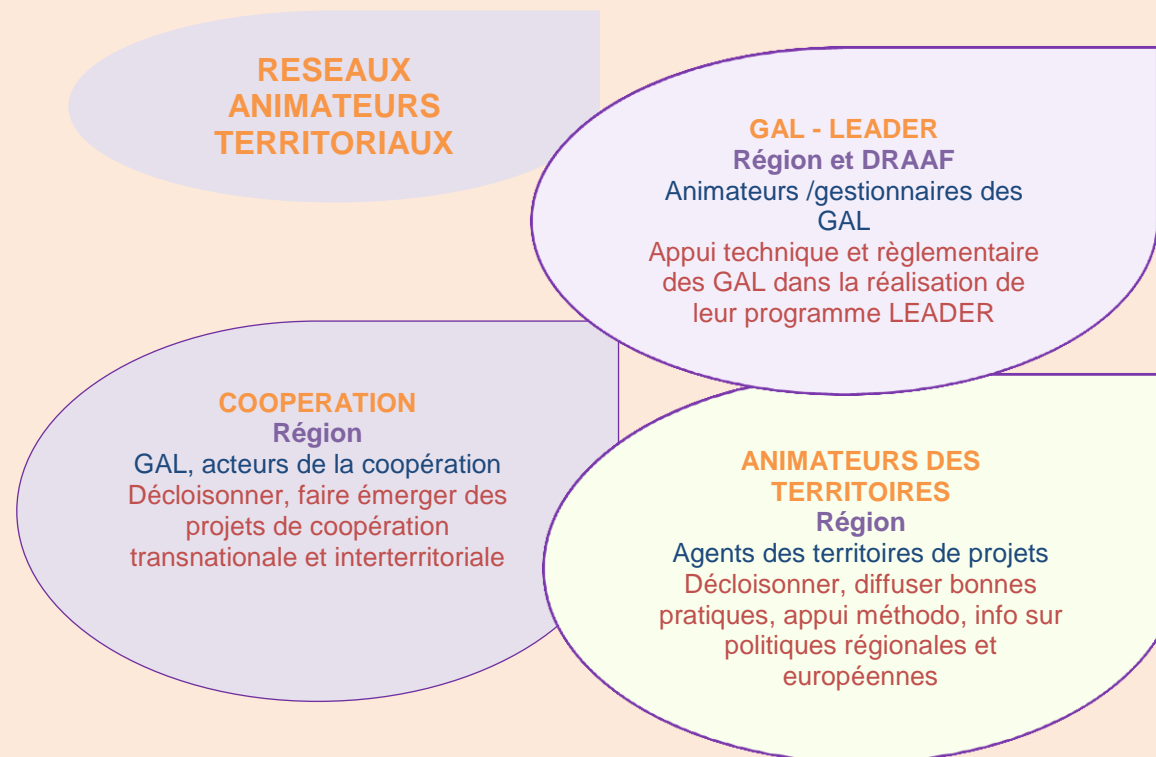 RESEAUX
ANIMATEURS
TERRITORIAUX
GAL - LEADER
Région et DRAAF
Animateurs /gestionnaires des
GAL
Appui technique et règlementaire
des GAL dans la réalisation de
leur programme LEADER
COOPERATION
Région
GAL, acteurs de la coopération
Décloisonner, faire émerger des
projets de coopération
transnationale et interterritoriale
ANIMATEURS DES
TERRITOIRES
Région
Agents des territoires de projets
Décloisonner, diffuser bonnes
pratiques, appui méthodo, info sur
politiques régionales et
européennes